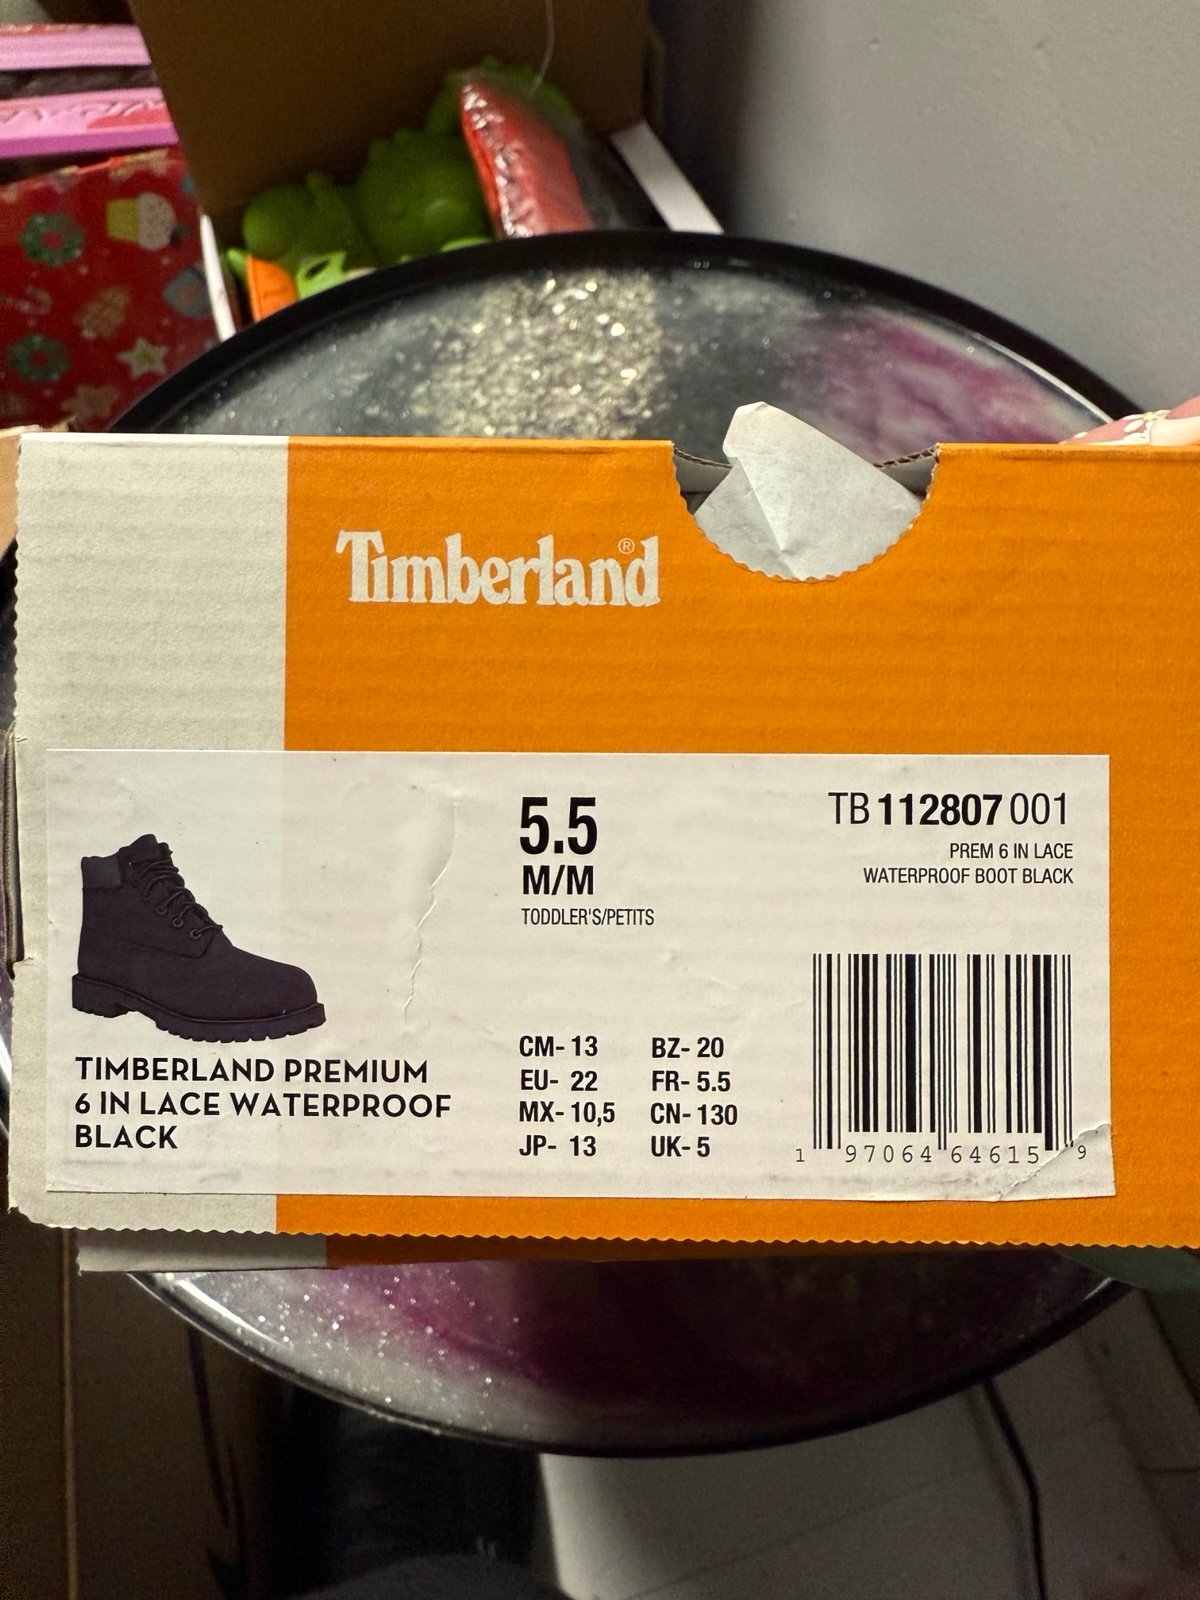 Timberland®
5.5
M/M
TODDLER'S/PETITS
TB 112807 001
PREM 6 IN LACE
WATERPROOF BOOT BLACK
TIMBERLAND PREMIUM
6 IN LACE WATERPROOF
BLACK
CM- 13 BZ- 20
EU- 22 FR- 5.5
MX- 10,5 CN- 130
JP- 13 UK- 5
1 97064 64615 9